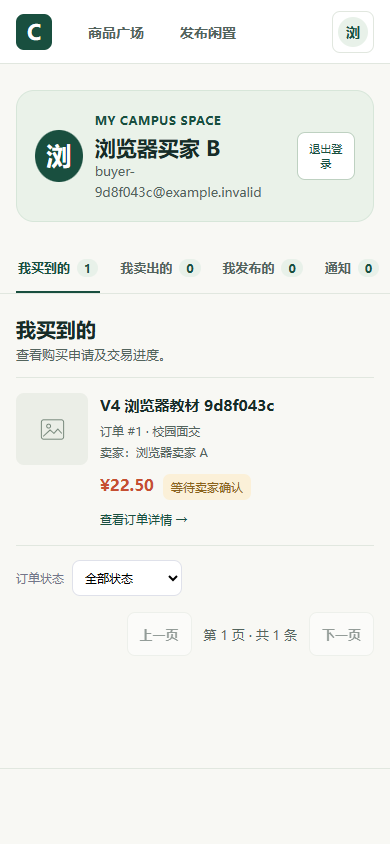 C
商品广场
发布闲置
浏
浏
MY CAMPUS SPACE
浏览器买家 B
buyer-
9d8f043c@example.invalid
退出登
录
我买到的 1
我卖出的 0
我发布的 0
通知 0
我买到的
查看购买申请及交易进度。
V4 浏览器教材 9d8f043c
订单 #1 · 校园面交
卖家：浏览器卖家 A
¥22.50 等待卖家确认
查看订单详情 →
订单状态 全部状态
上一页 第 1 页 · 共 1 条 下一页